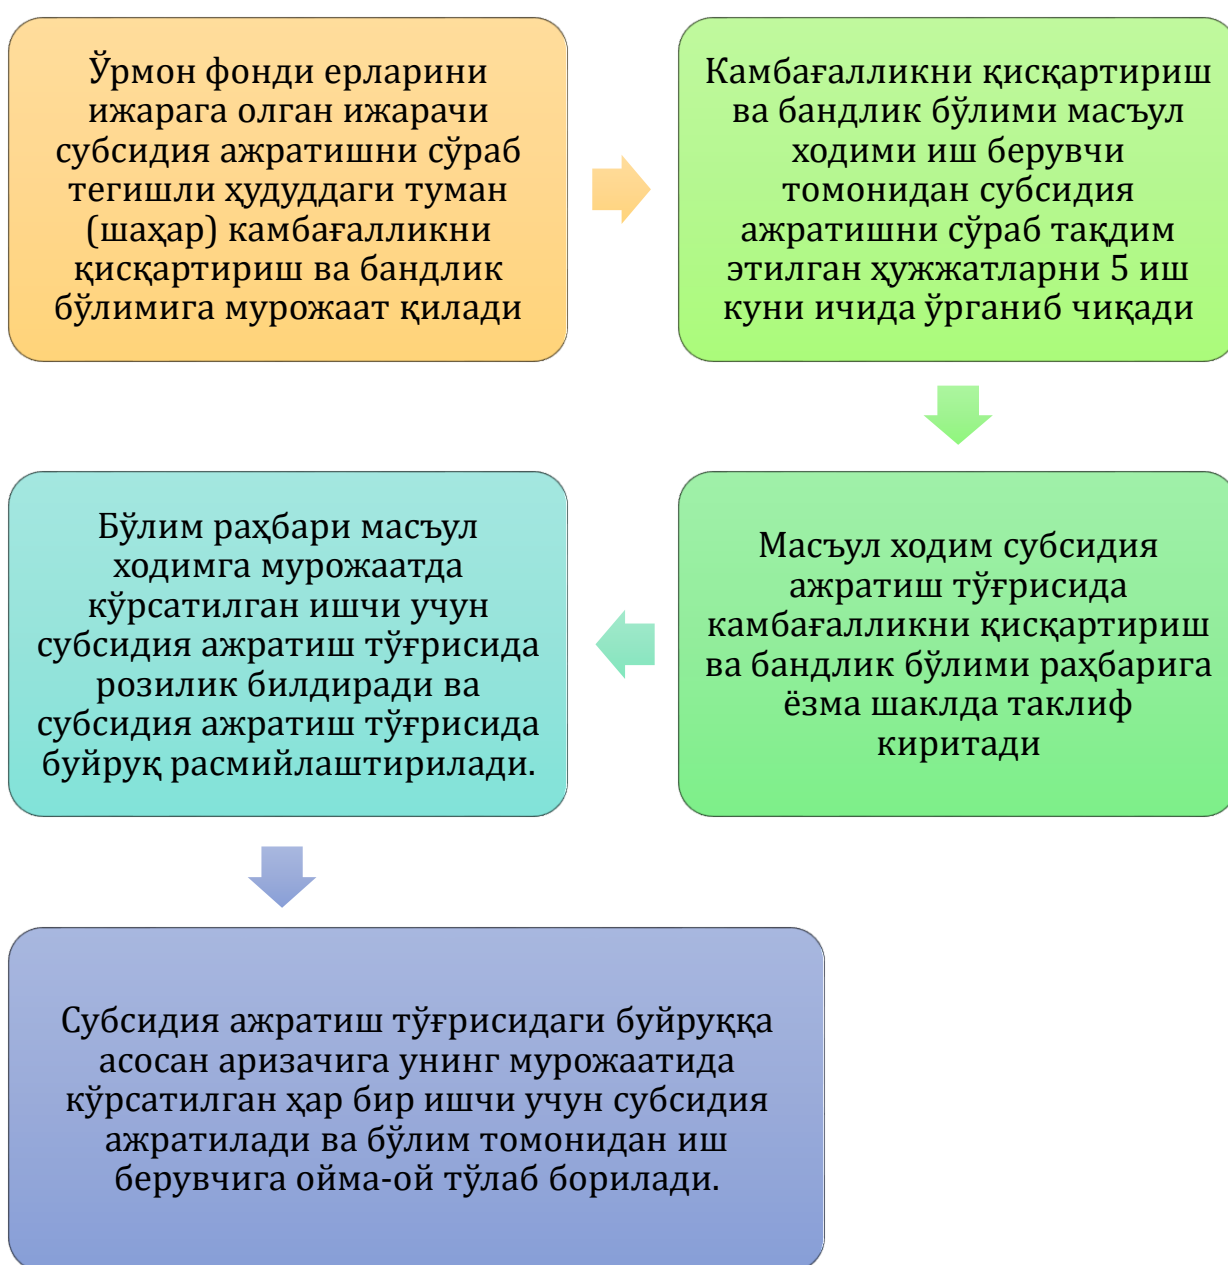 Ўрмон фонди ерларини
ижарага олган ижарачи
субсидия ажратишни сўраб
тегишли ҳудуддаги туман
(шаҳар) камбағалликни
қисқартириш ва бандлик
бўлимига мурожаат қилади
Камбағалликни қисқартириш
ва бандлик бўлими масъул
ходими иш берувчи
томонидан субсидия
ажратишни сўраб тақдим
этилган ҳужжатларни 5 иш
куни ичида ўрганиб чиқади
Масъул ходим субсидия
ажратиш тўғрисида
камбағалликни қисқартириш
ва бандлик бўлими раҳбарига
ёзма шаклда таклиф
киритади
Бўлим раҳбари масъул
ходимга мурожаатда
кўрсатилган ишчи учун
субсидия ажратиш тўғрисида
розилик билдиради ва
субсидия ажратиш тўғрисида
буйруқ расмийлаштирилади.
Субсидия ажратиш тўғрисидаги буйруққа
асосан аризачига унинг мурожаатида
кўрсатилган ҳар бир ишчи учун субсидия
ажратилади ва бўлим томонидан иш
берувчига ойма-ой тўлаб борилади.